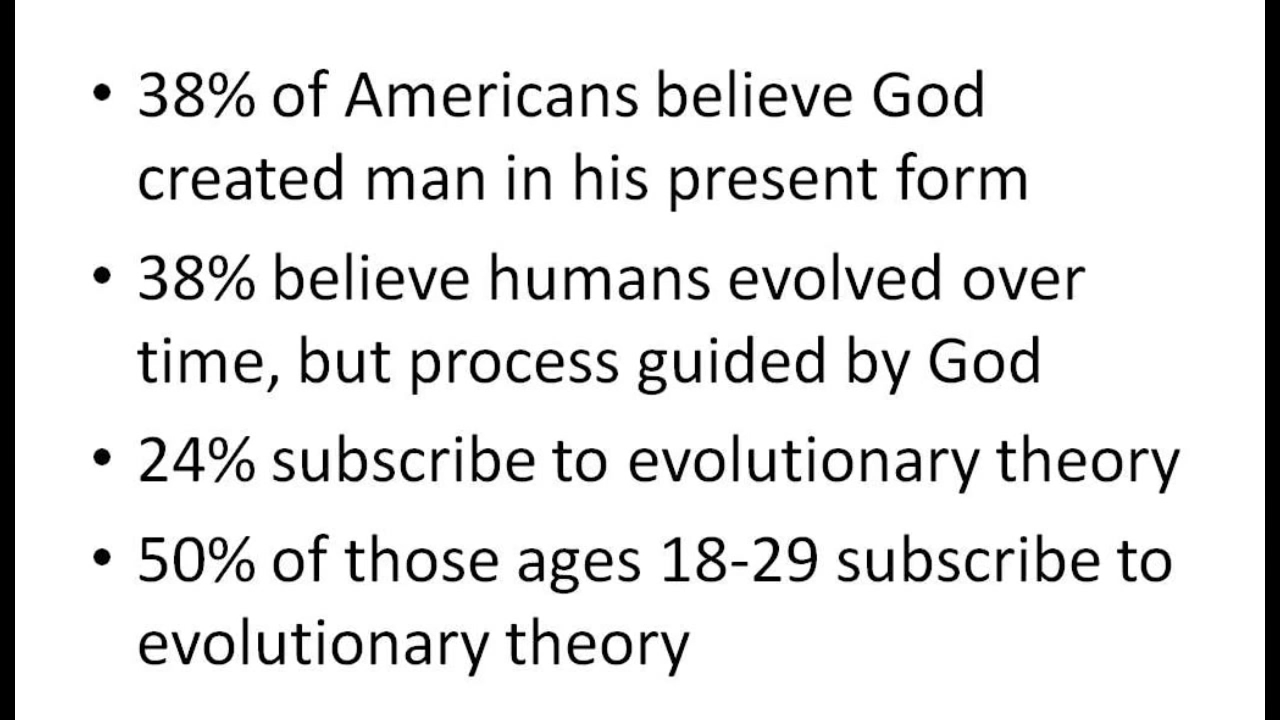 • 38% of Americans believe God
created man in his present form
• 38% believe humans evolved over
time, but process guided by God
• 24% subscribe to evolutionary theory
• 50% of those ages 18-29 subscribe to
evolutionary theory